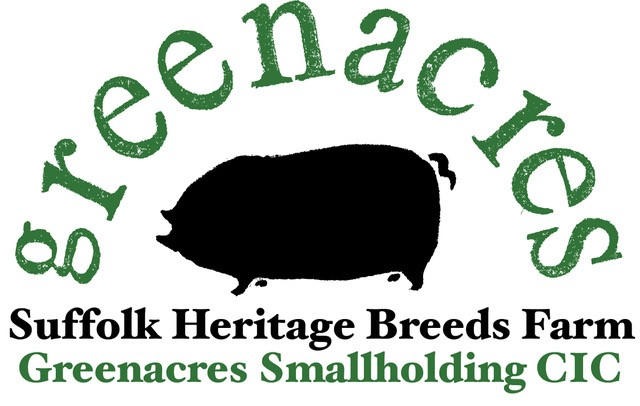 greenacres
Suffolk Heritage Breeds Farm
Greenacres Smallholding CIC